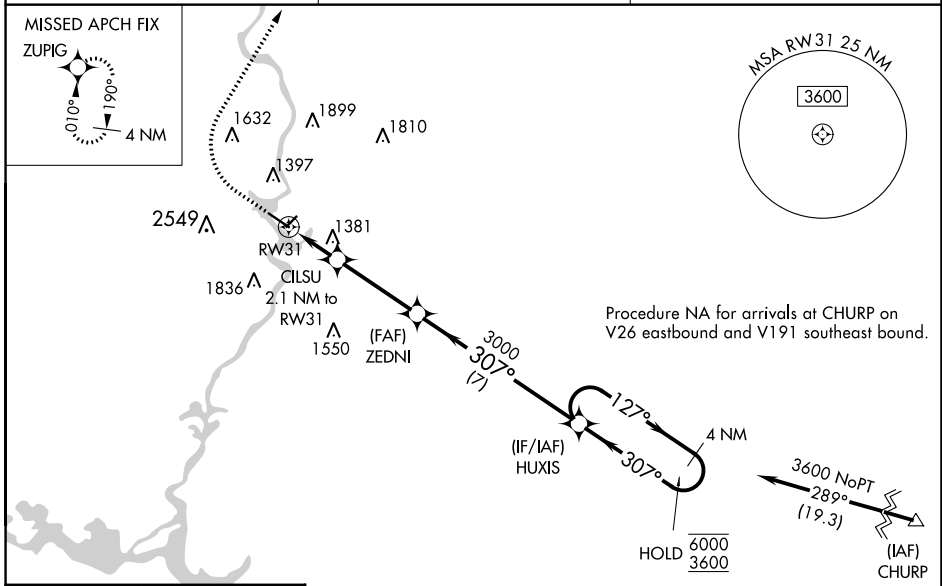 MISSED APCH FIX
ZUPIG
010°
190°
4 NM
1632
1899
1810
1397
2549
1381
RW31
1836
CILSU
2.1 NM to
RW31
1550
(FAF)
ZEDNI
3000
307°
(7)
MSA RW31 25 NM
3600
Procedure NA for arrivals at CHURP on
V26 eastbound and V191 southeast bound.
(IF/IAF)
HUXIS
127°
307°
4 NM
HOLD
6000
3600
3600 NoPT
289°
(19.3)
(IAF)
CHURP